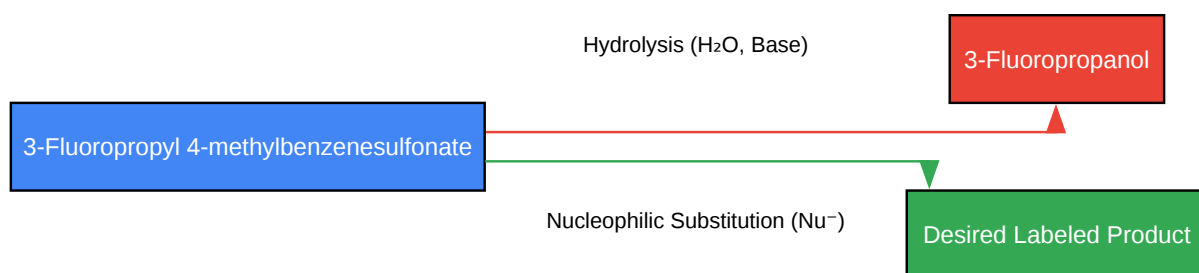 Hydrolysis (H₂O, Base)
3-Fluoropropanol
3-Fluoropropyl 4-methylbenzenesulfonate
Nucleophilic Substitution (Nu⁻)
Desired Labeled Product